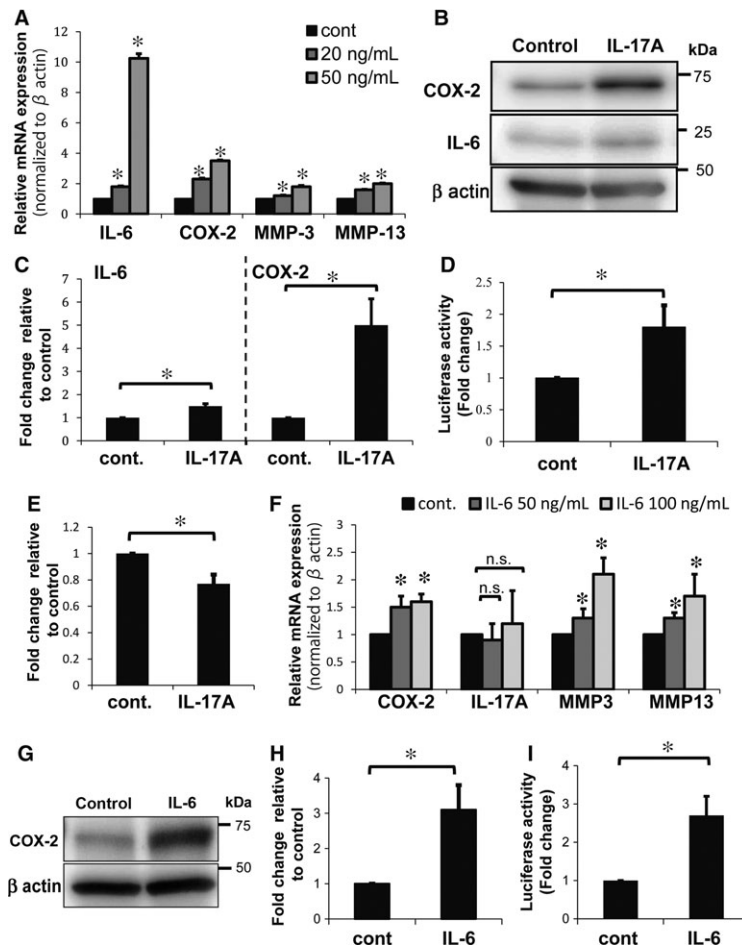 A
Relative mRNA expression
(normalized to β actin)
12
10
8
6
4
2
0
cont
20 ng/mL
50 ng/mL
*
*
*
*
*
*
*
*
IL-6
COX-2
MMP-3
MMP-13
B
Control
IL-17A
kDa
COX-2
75
IL-6
25
50
β actin
C
Fold change relative
to control
7
6
5
4
3
2
1
0
IL-6
COX-2
*
*
cont.
IL-17A
cont.
IL-17A
D
Luciferase activity
(Fold change)
2.5
2
1.5
1
0.5
0
*
cont
IL-17A
E
Fold change relative
to control
1.2
1
0.8
0.6
0.4
0.2
0
*
cont.
IL-17A
F
Relative mRNA expression
(normalized to β actin)
3
2.5
2
1.5
1
0.5
0
cont.
IL-6 50 ng/mL
IL-6 100 ng/mL
*
*
n.s.
n.s.
*
*
*
*
COX-2
IL-17A
MMP3
MMP13
G
Control
IL-6
kDa
COX-2
75
50
β actin
H
Fold change relative
to control
4
3
2
1
0
*
cont
IL-6
I
Luciferase activity
(Fold change)
4
3
2
1
0
*
cont
IL-6